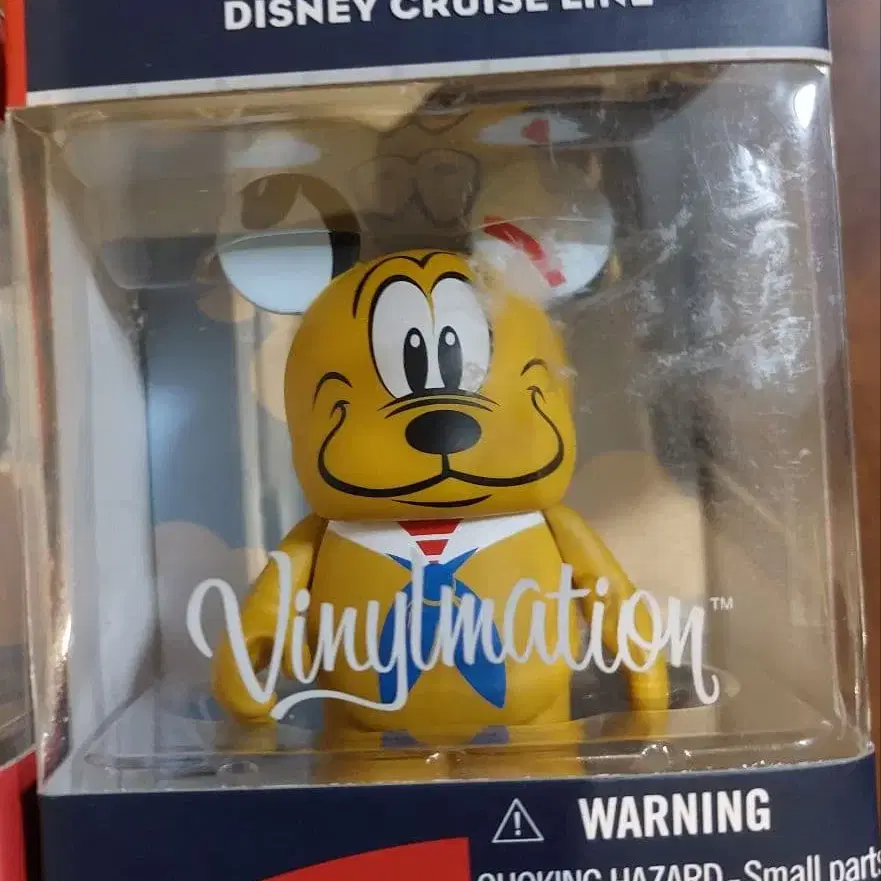 DISNEY CRUISE LINE
Vinylmation™
⚠ WARNING
CHOKING HAZARD - Small parts